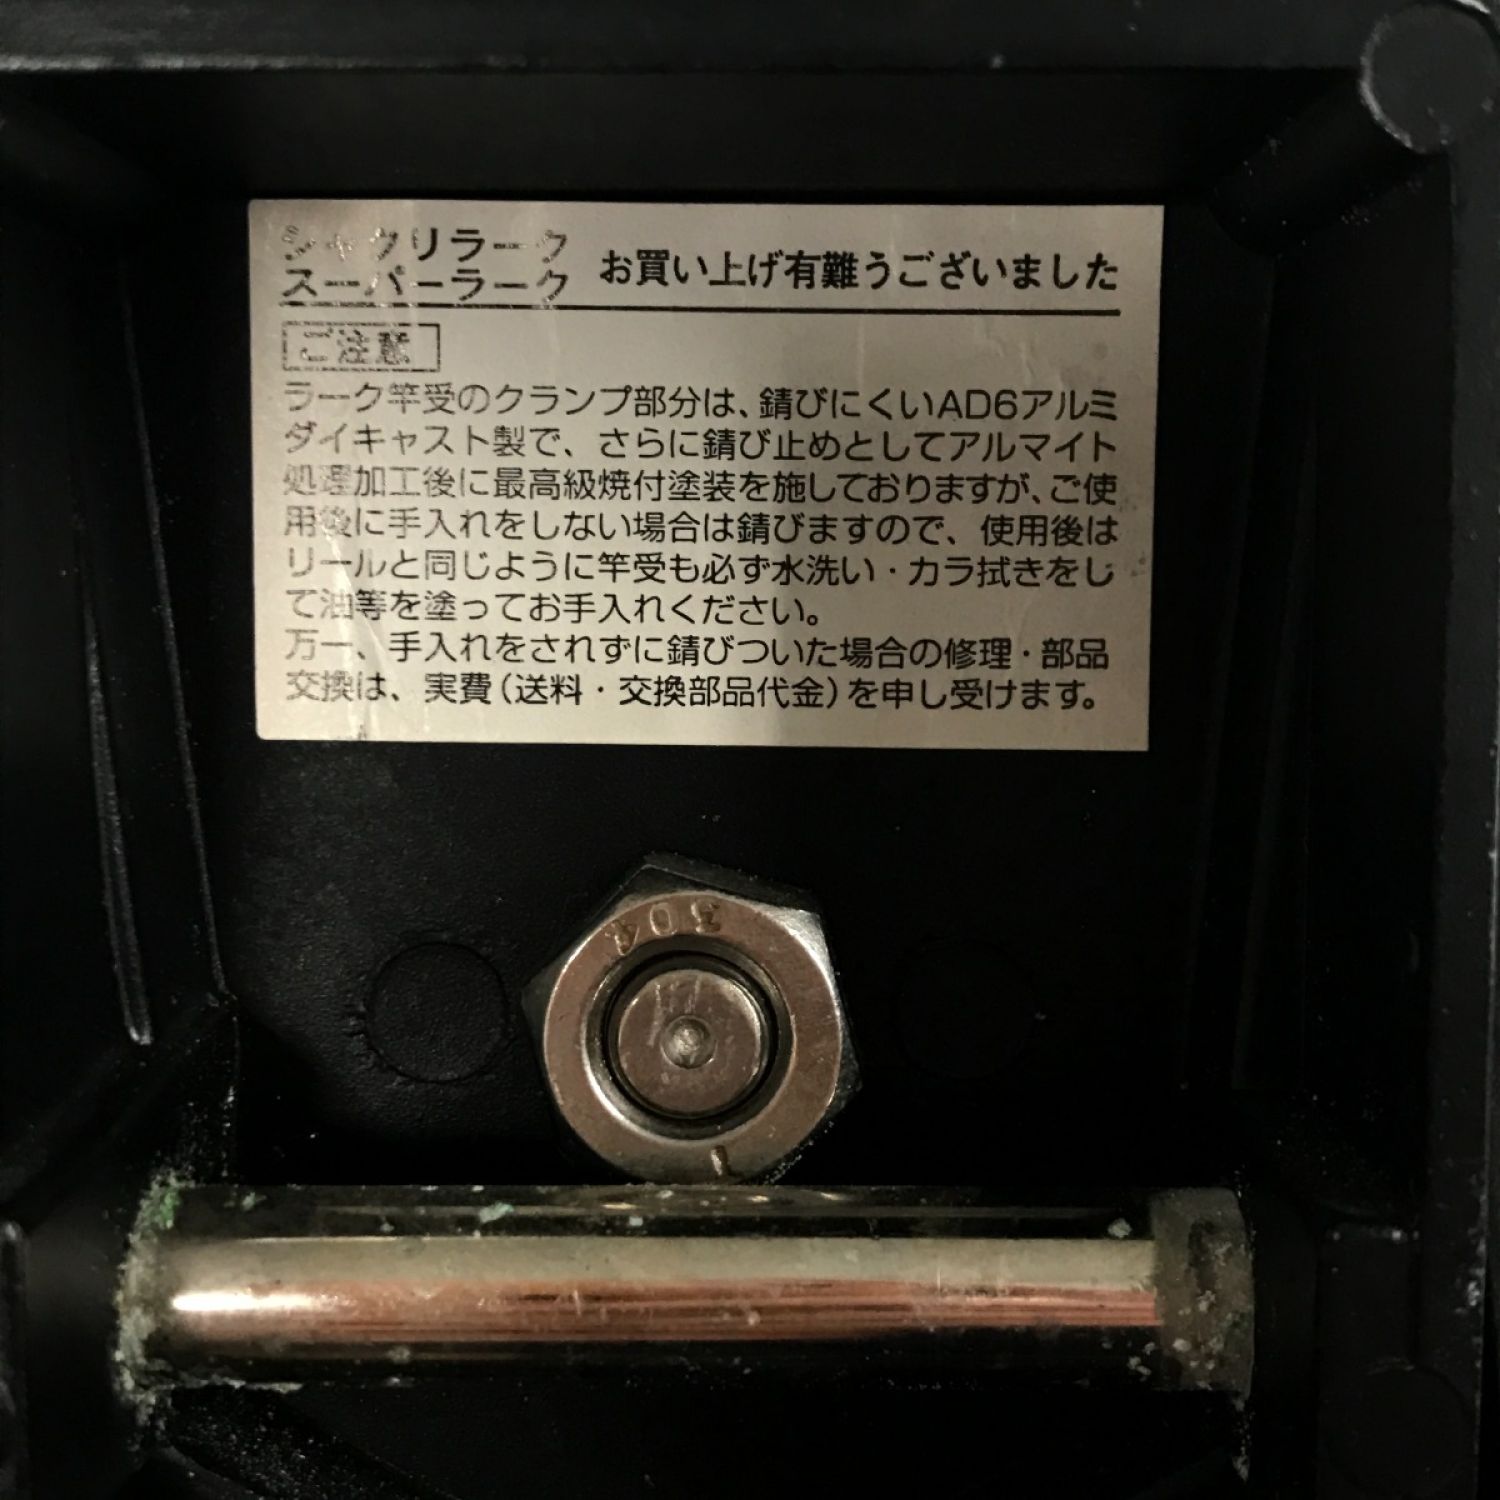 シャクリラーク
スーパーラーク お買い上げ有難うございました
ご注意
ラーク竿受のクランプ部分は、錆びにくいAD6アルミ
ダイキャスト製で、さらに錆び止めとしてアルマイト
処理加工後に最高級焼付塗装を施しておりますが、ご使
用後に手入れをしない場合は錆びますので、使用後は
リールと同じように竿受も必ず水洗い・カラ拭きをし
て油等を塗ってお手入れください。
万一、手入れをされずに錆びついた場合の修理・部品
交換は、実費(送料・交換部品代金)を申し受けます。
304